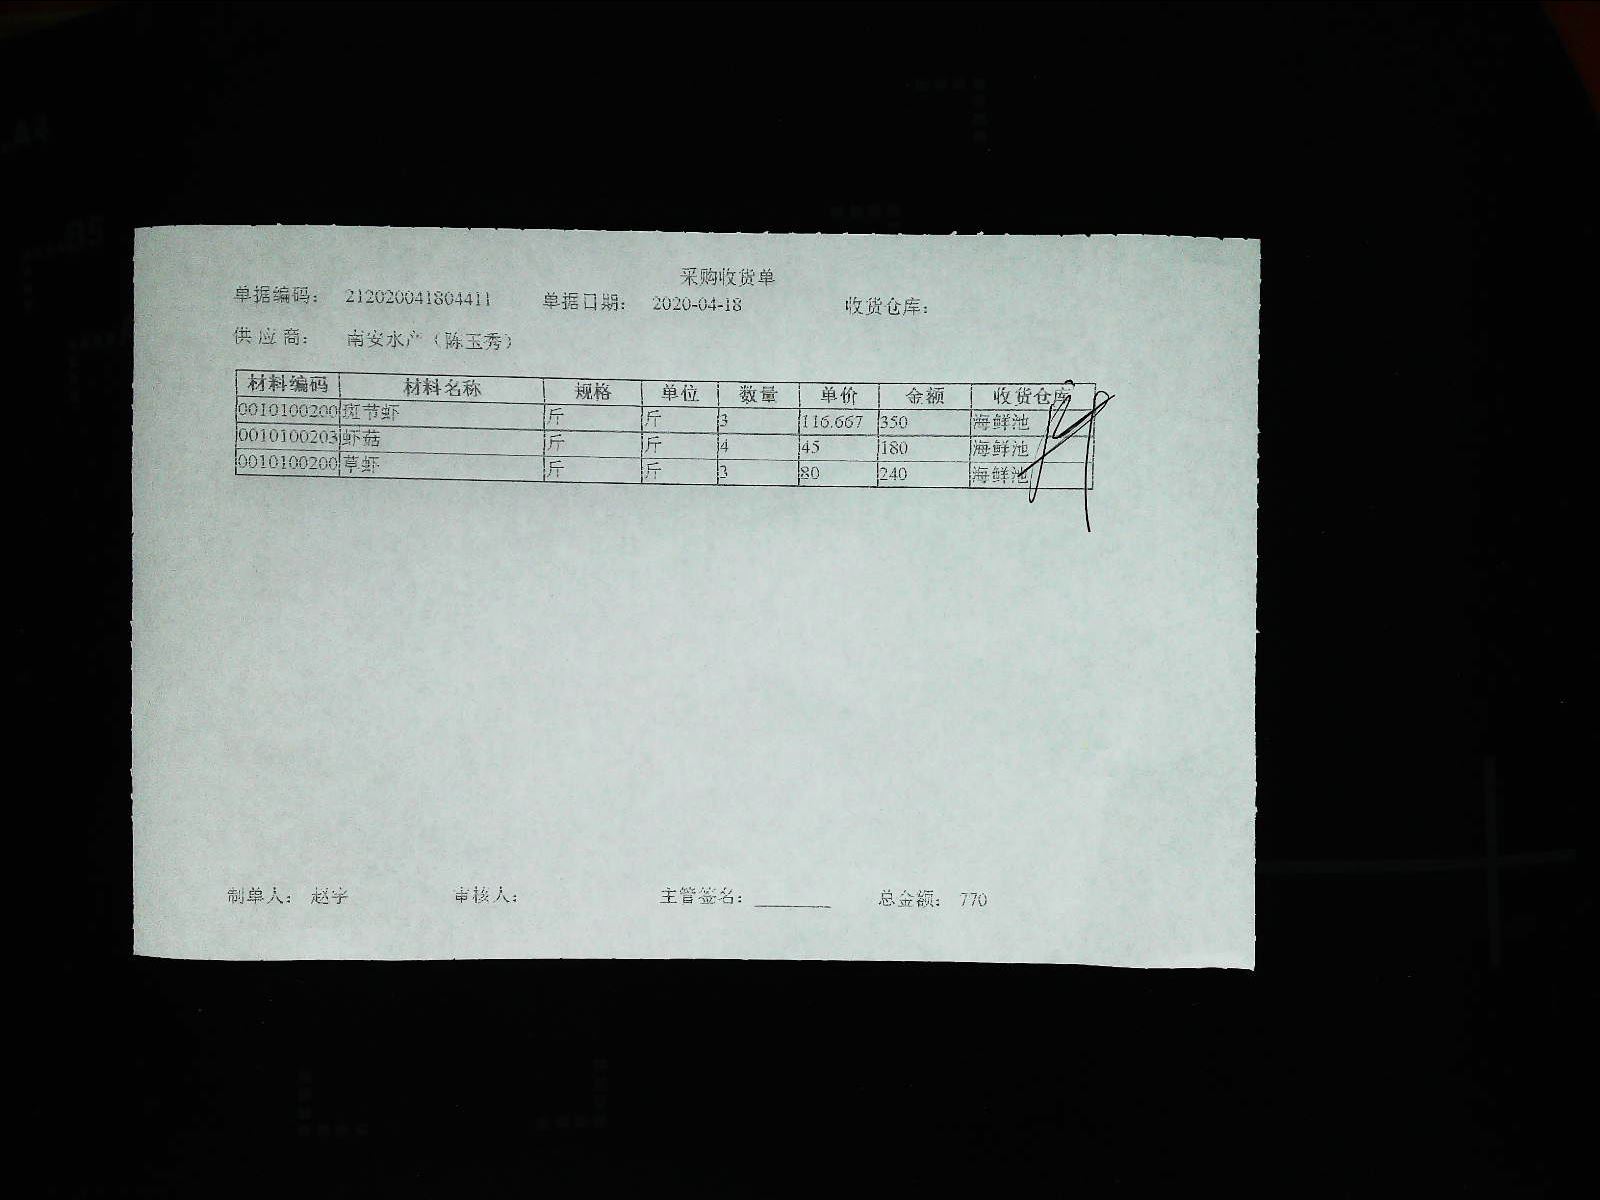 采购收货单
单据编码: 212020041804411 单据日期: 2020-04-18 收货仓库:
供应商: 南安水产（陈玉秀）
材料编码 材料名称 规格 单位 数量 单价 金额 收货仓库
0010100200 斑节虾 斤 斤 3 116.667 350 海鲜池
0010100203 虾菇 斤 斤 4 45 180 海鲜池
0010100200 草虾 斤 斤 3 80 240 海鲜池
制单人: 赵宇 审核人: 主管签名: 总金额: 770